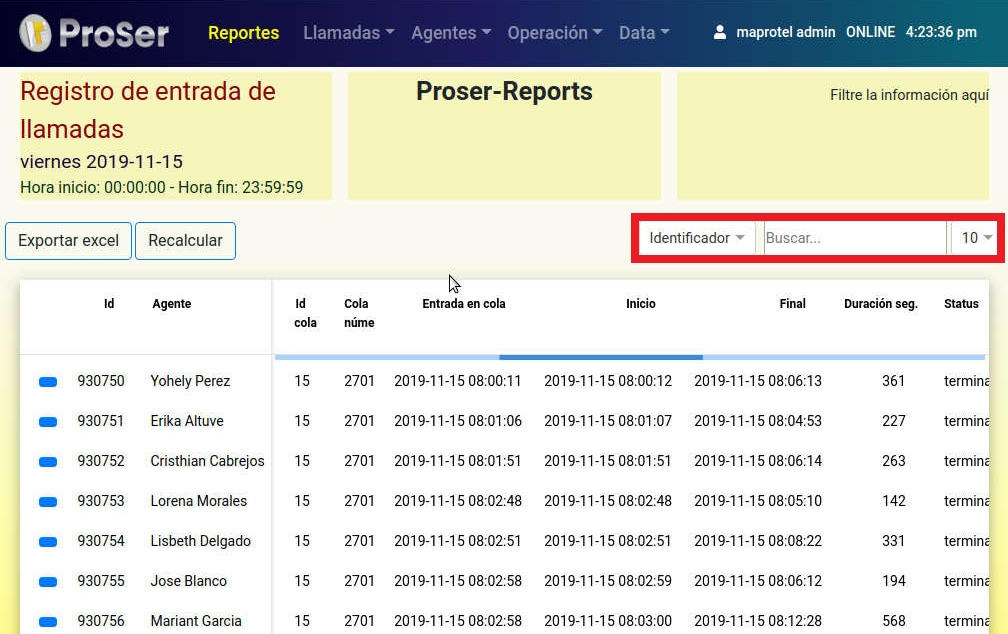 ProSer Reportes Llamadas Agentes Operación Data maprotel admin ONLINE 4:23:36 pm
Registro de entrada de
llamadas
viernes 2019-11-15
Hora inicio: 00:00:00 - Hora fin: 23:59:59
Proser-Reports
Filtre la información aquí
Exportar excel Recalcular Identificador Buscar... 10
Id Agente Id cola Cola núme Entrada en cola Inicio Final Duración seg. Status
930750 Yohely Perez 15 2701 2019-11-15 08:00:11 2019-11-15 08:00:12 2019-11-15 08:06:13 361 termina
930751 Erika Altuve 15 2701 2019-11-15 08:01:06 2019-11-15 08:01:07 2019-11-15 08:04:53 227 termina
930752 Cristhian Cabrejos 15 2701 2019-11-15 08:01:51 2019-11-15 08:01:51 2019-11-15 08:06:14 263 termina
930753 Lorena Morales 15 2701 2019-11-15 08:02:48 2019-11-15 08:02:48 2019-11-15 08:05:10 142 termina
930754 Lisbeth Delgado 15 2701 2019-11-15 08:02:51 2019-11-15 08:02:51 2019-11-15 08:08:22 331 termina
930755 Jose Blanco 15 2701 2019-11-15 08:02:58 2019-11-15 08:02:59 2019-11-15 08:06:12 194 termina
930756 Mariant Garcia 15 2701 2019-11-15 08:02:58 2019-11-15 08:03:00 2019-11-15 08:12:28 568 termina